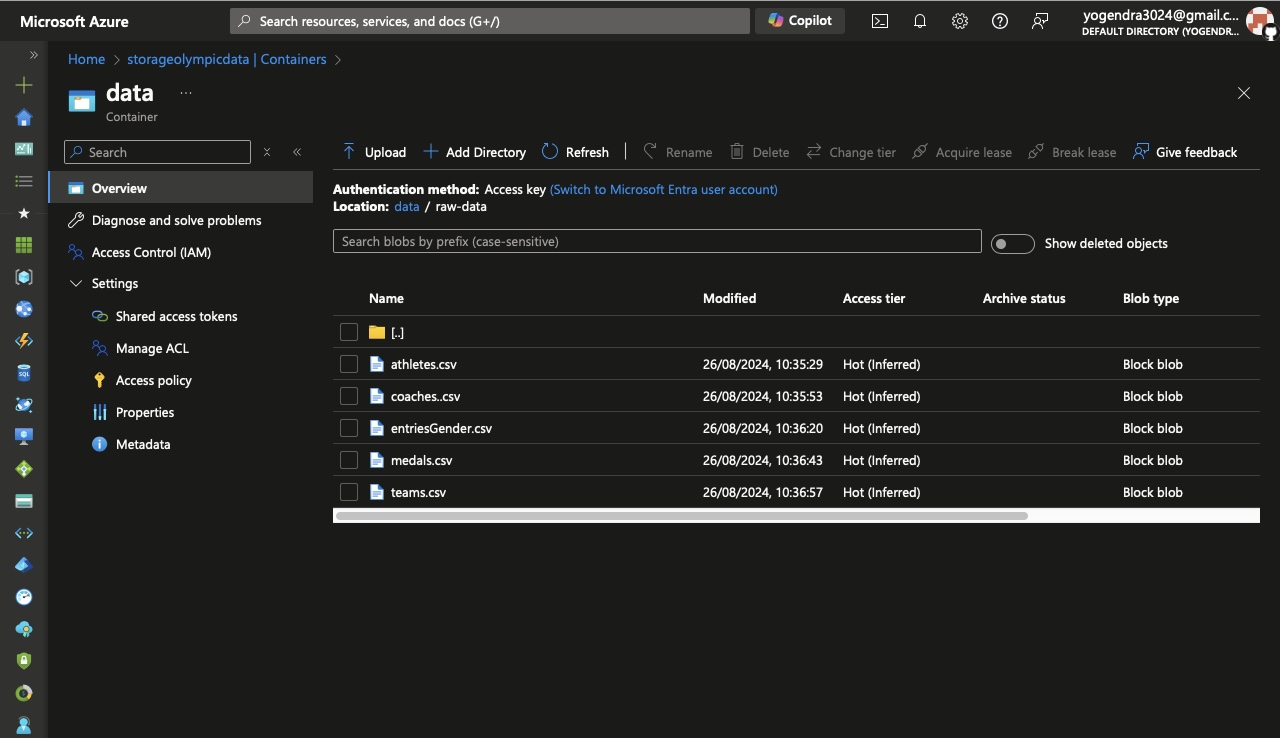 Microsoft Azure
Search resources, services, and docs (G+/)
Copilot
yogendra3024@gmail.c...
DEFAULT DIRECTORY (YOGENDR...
Home > storageolympicdata | Containers >
data ...
Container
Search
Upload Add Directory Refresh | Rename Delete Change tier Acquire lease Break lease Give feedback
Overview
Diagnose and solve problems
Access Control (IAM)
Settings
Shared access tokens
Manage ACL
Access policy
Properties
Metadata
Authentication method: Access key (Switch to Microsoft Entra user account)
Location: data / raw-data
Search blobs by prefix (case-sensitive)
Show deleted objects
Name Modified Access tier Archive status Blob type
[..]
athletes.csv 26/08/2024, 10:35:29 Hot (Inferred) Block blob
coaches..csv 26/08/2024, 10:35:53 Hot (Inferred) Block blob
entriesGender.csv 26/08/2024, 10:36:20 Hot (Inferred) Block blob
medals.csv 26/08/2024, 10:36:43 Hot (Inferred) Block blob
teams.csv 26/08/2024, 10:36:57 Hot (Inferred) Block blob